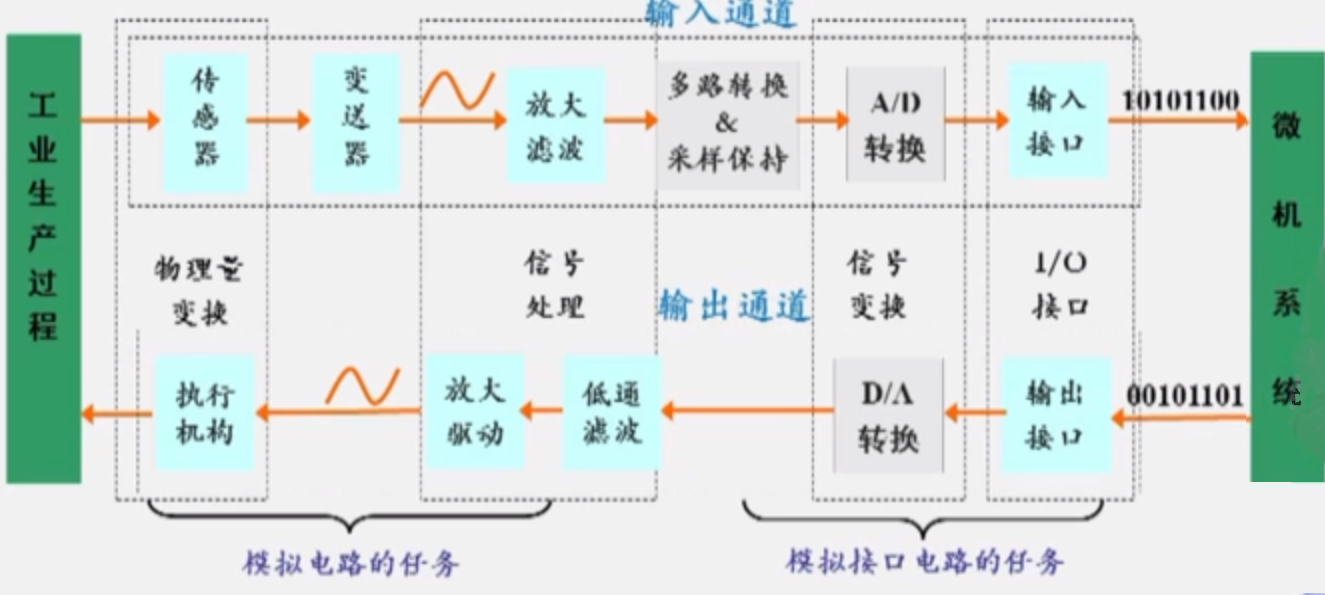 输入通道
工业生产过程
传感器
变送器
放大
滤波
多路转换
&
采样保持
A/D
转换
输入
接口
10101100
微机系统
物理量
变换
信号
处理
输出通道
信号
变换
I/O
接口
执行
机构
放大
驱动
低通
滤波
D/A
转换
输出
接口
00101101
模拟电路的任务
模拟接口电路的任务